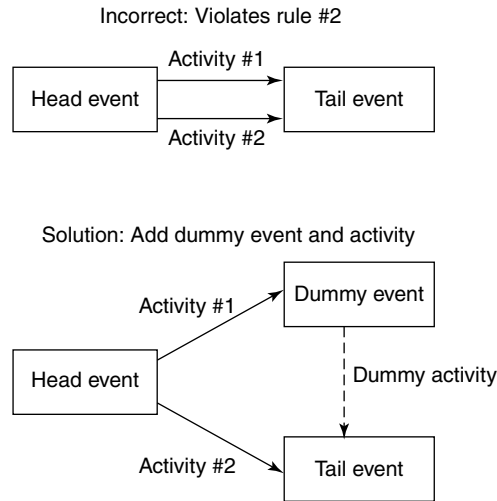 Incorrect: Violates rule #2
Activity #1
Head event
Tail event
Activity #2
Solution: Add dummy event and activity
Dummy event
Activity #1
Dummy activity
Head event
Activity #2
Tail event